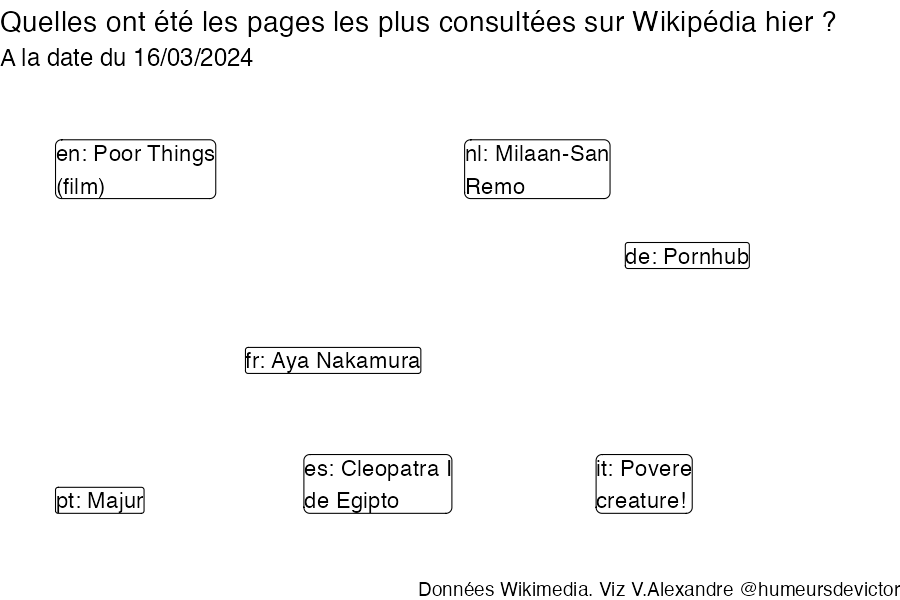 Quelles ont été les pages les plus consultées sur Wikipédia hier ?
A la date du 16/03/2024
en: Poor Things
(film)
nl: Milaan-San
Remo
de: Pornhub
fr: Aya Nakamura
es: Cleopatra I
de Egipto
it: Povere
creature!
pt: Majur
Données Wikimedia. Viz V.Alexandre @humeursdevictor